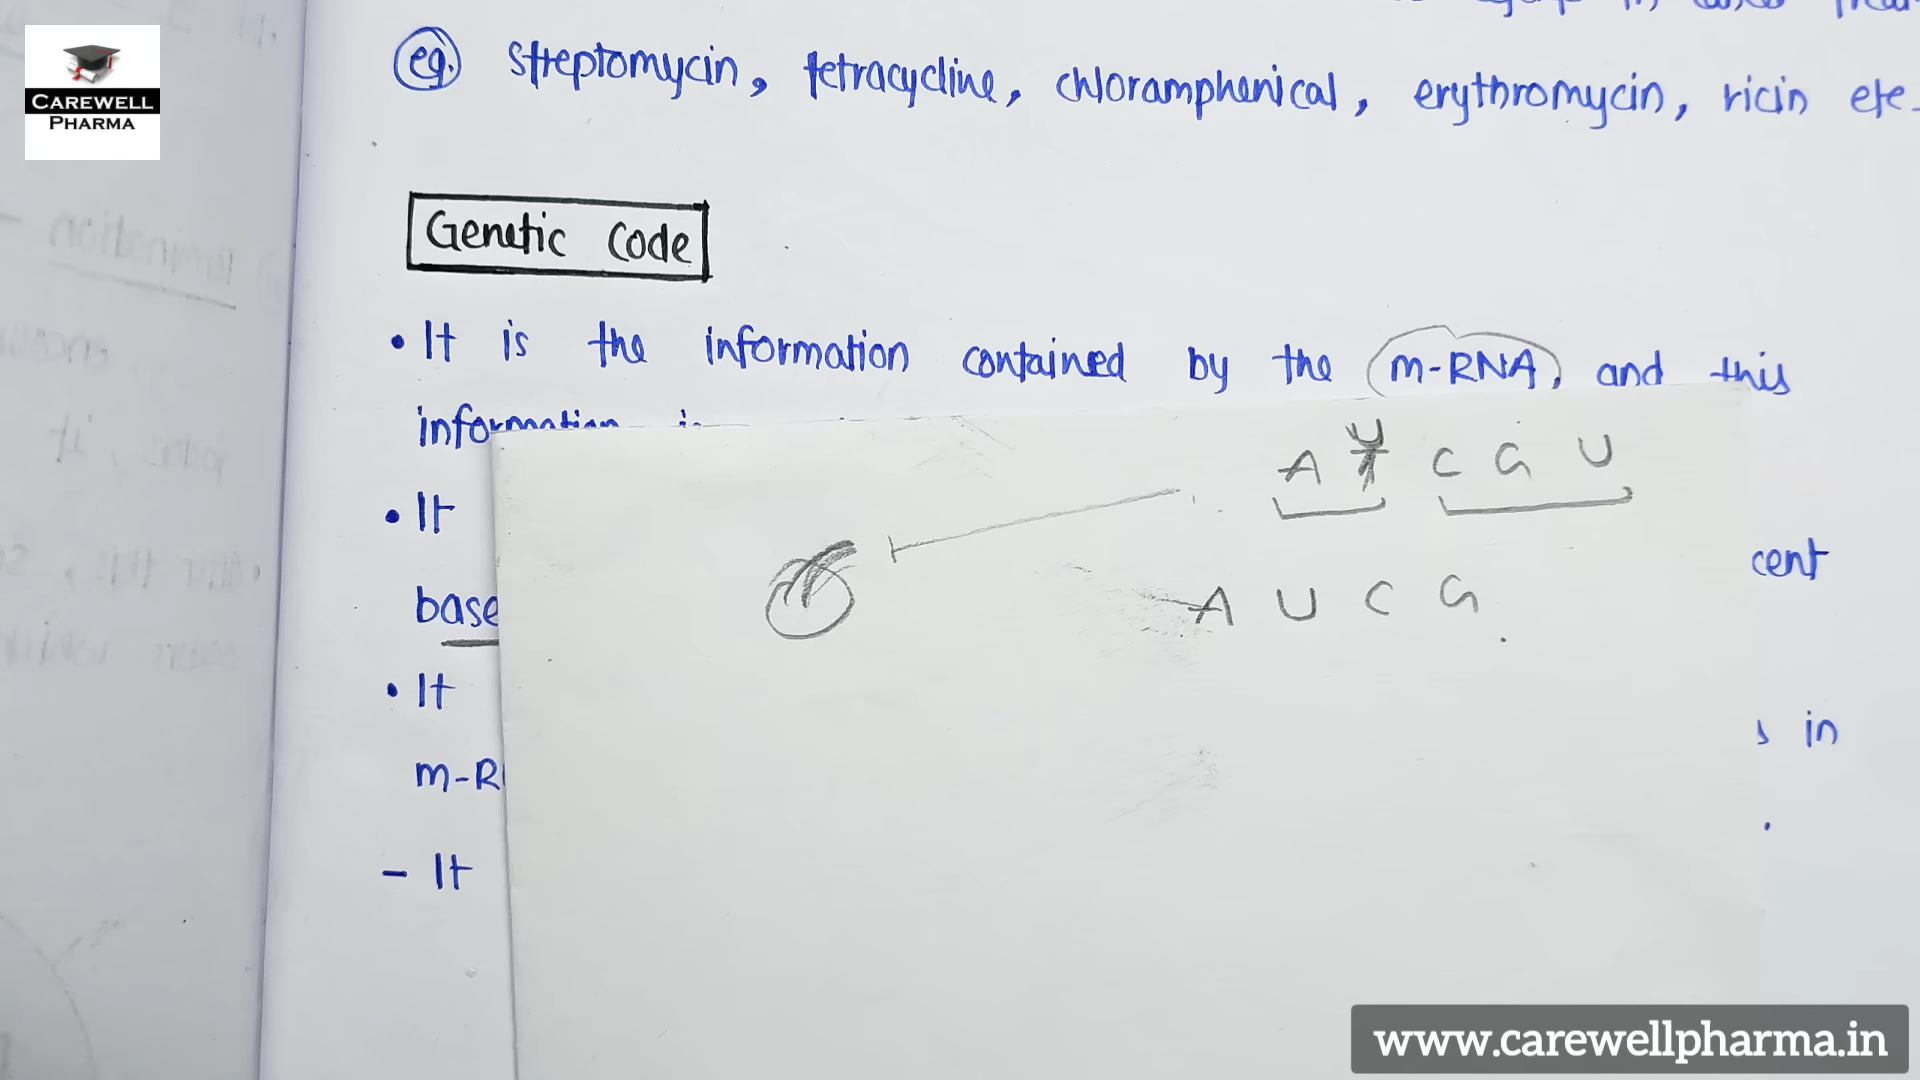 CAREWELL
PHARMA
eg. streptomycin, tetracycline, chloramphenical, erythromycin, ricin etc.
Genetic Code
• It is the information contained by the m-RNA, and this
information
A U C G U
• It
cent
base
A U C G
• It
s in
m-R
- It
www.carewellpharma.in